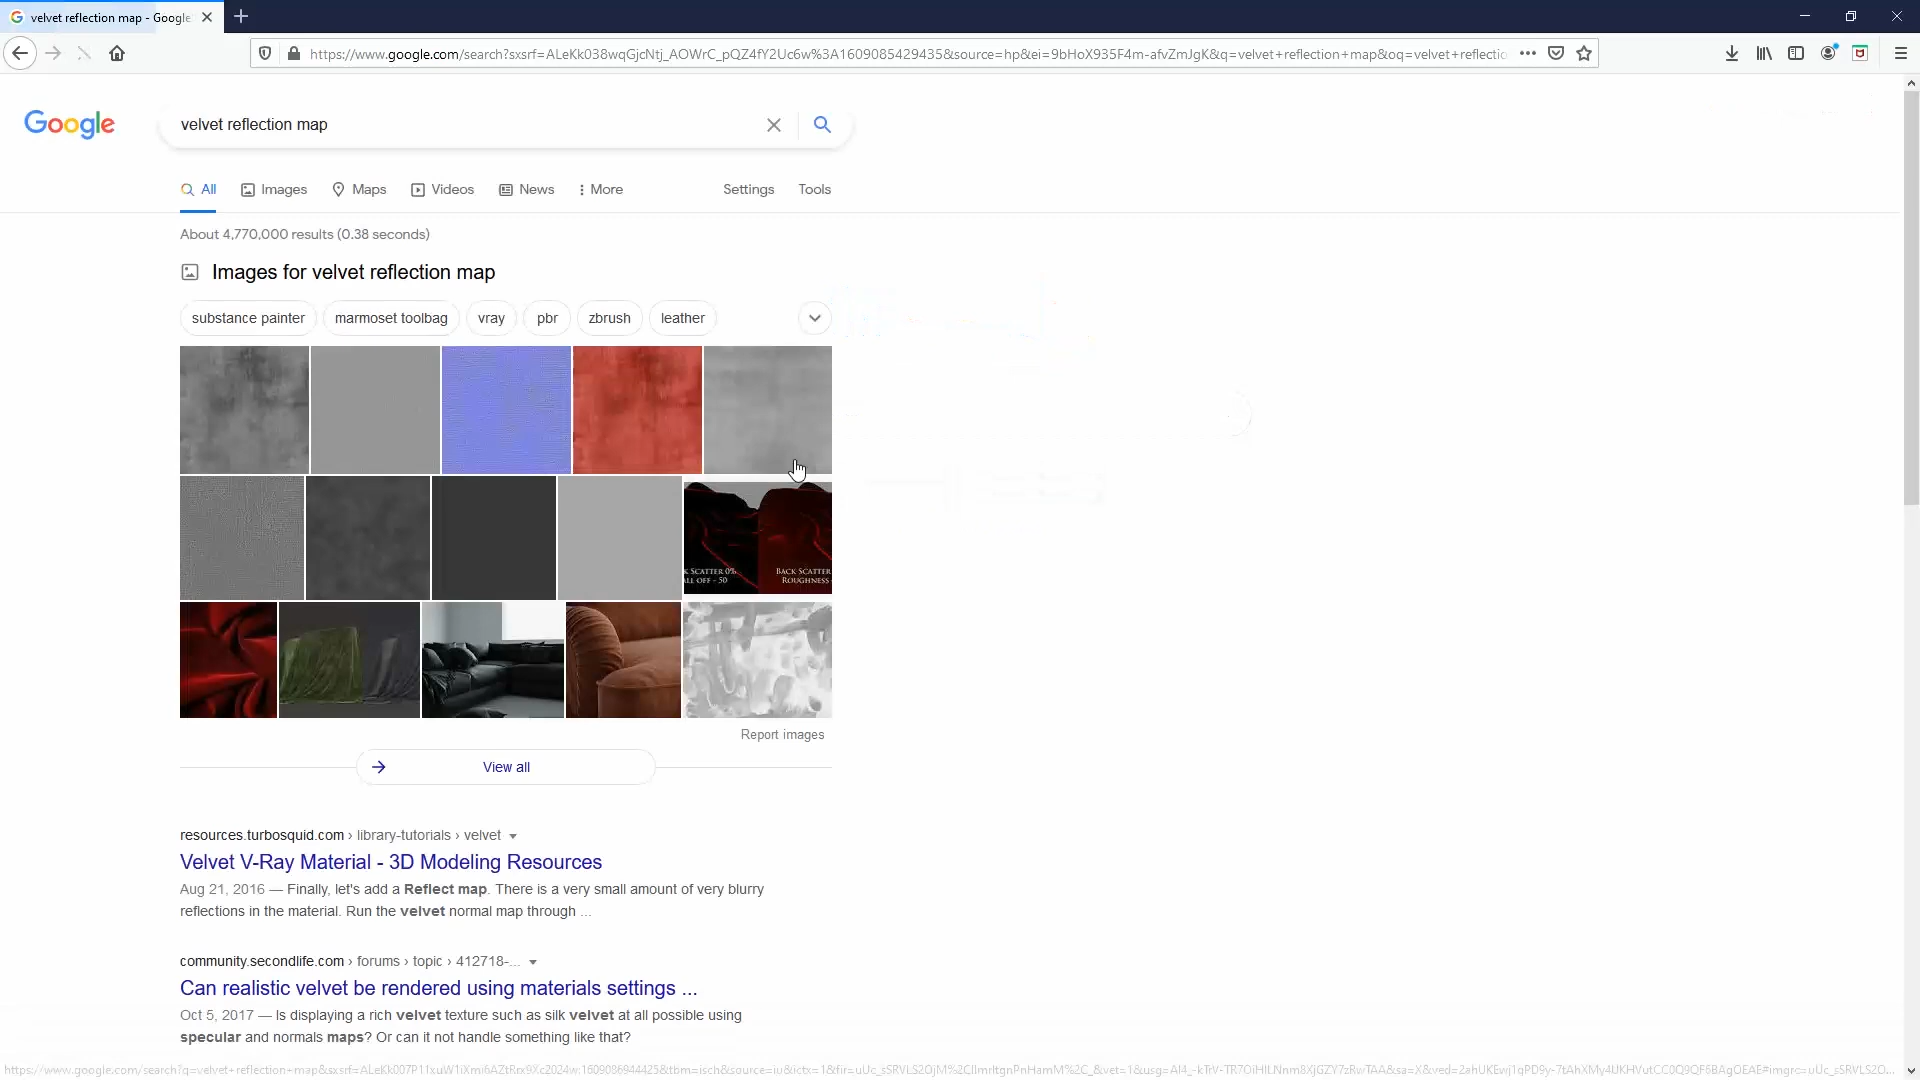 velvet reflection map - Google
https://www.google.com/search?sxsrf=ALeKk038wqGjcNtj_AOWrC_pQZ4fY2Uc6w%3A1609085429435&source=hp&ei=9bHoX935F4m-afvZmJgK&q=velvet+reflection+map&oq=velvet+reflectio
Google
velvet reflection map
All Images Maps Videos News More Settings Tools
About 4,770,000 results (0.38 seconds)
Images for velvet reflection map
substance painter marmoset toolbag vray pbr zbrush leather
K SCATTER 0% BACK SCATTER
ALL OFF - 50 ROUGHNESS
Report images
View all
resources.turbosquid.com › library-tutorials › velvet
Velvet V-Ray Material - 3D Modeling Resources
Aug 21, 2016 — Finally, let's add a Reflect map. There is a very small amount of very blurry
reflections in the material. Run the velvet normal map through ...
community.secondlife.com › forums › topic › 412718-...
Can realistic velvet be rendered using materials settings ...
Oct 5, 2017 — Is displaying a rich velvet texture such as silk velvet at all possible using
specular and normals maps? Or can it not handle something like that?